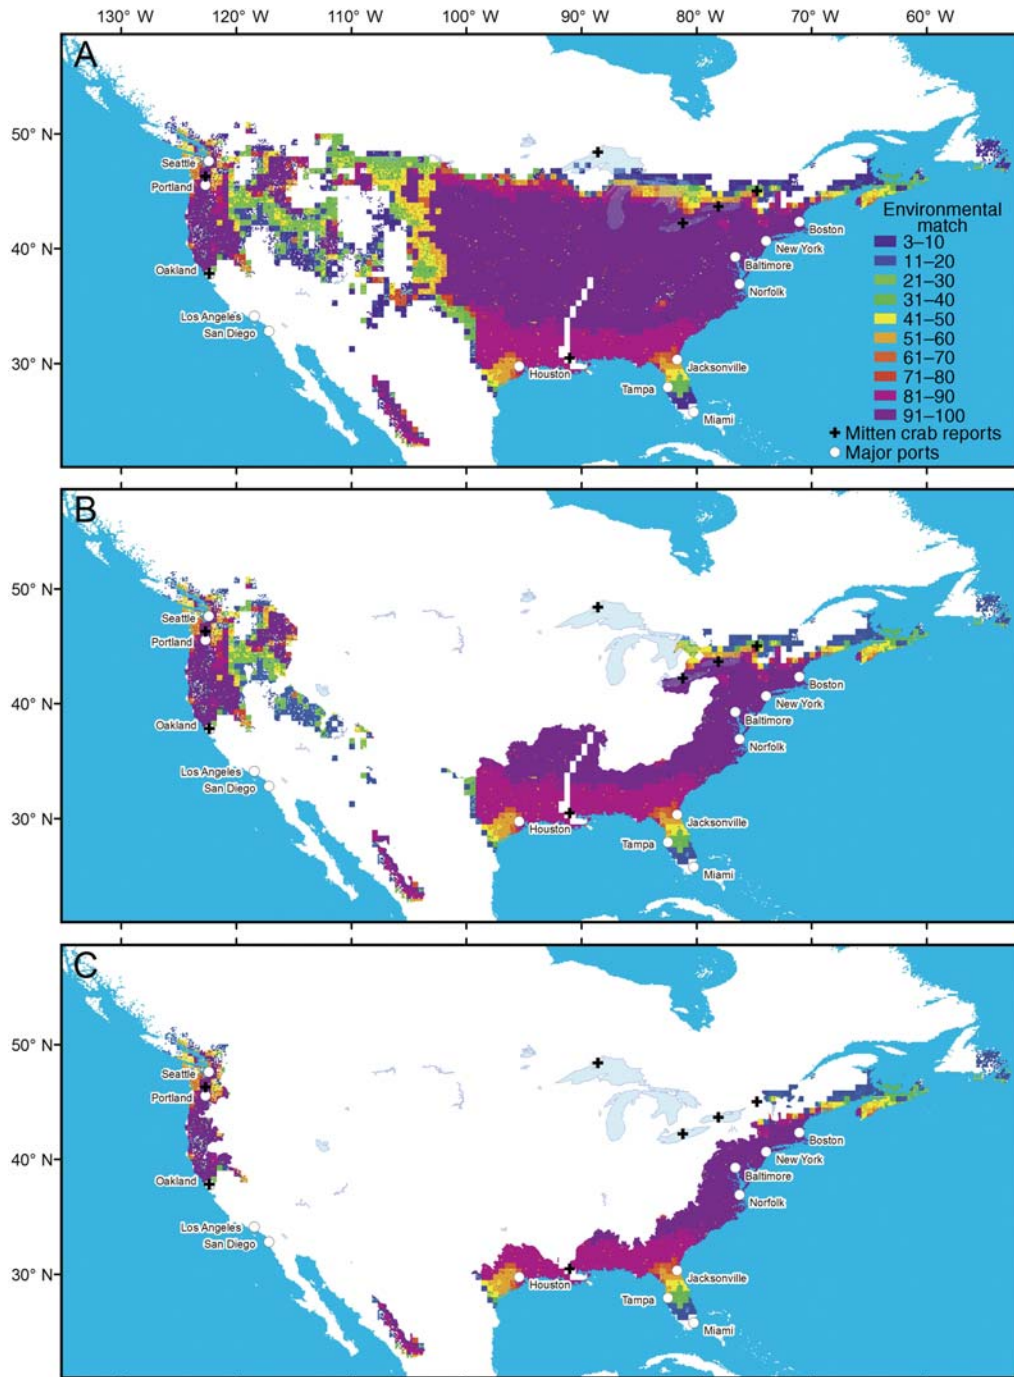 130° W 120° W 110° W 100° W 90° W 80° W 70° W 60° W
A
50° N
40° N
30° N
Seattle
Portland
Oakland
Los Angeles
San Diego
Houston
Tampa
Miami
Jacksonville
Norfolk
Baltimore
New York
Boston
Environmental
match
3–10
11–20
21–30
31–40
41–50
51–60
61–70
71–80
81–90
91–100
Mitten crab reports
Major ports
B
50° N
40° N
30° N
Seattle
Portland
Oakland
Los Angeles
San Diego
Houston
Tampa
Miami
Jacksonville
Norfolk
Baltimore
New York
Boston
C
50° N
40° N
30° N
Seattle
Portland
Oakland
Los Angeles
San Diego
Houston
Tampa
Miami
Jacksonville
Norfolk
Baltimore
New York
Boston